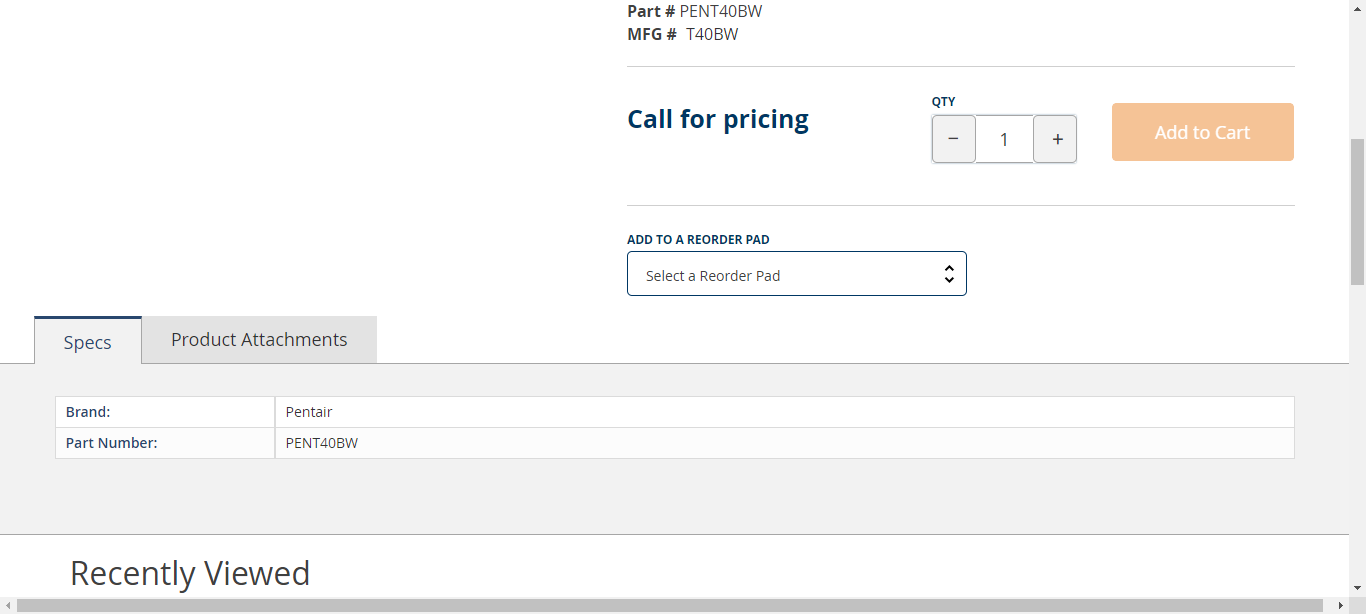 Part # PENT40BW
MFG # T40BW
Call for pricing
QTY
− 1 +
Add to Cart
ADD TO A REORDER PAD
Select a Reorder Pad
Specs
Product Attachments
Brand: Pentair
Part Number: PENT40BW
Recently Viewed